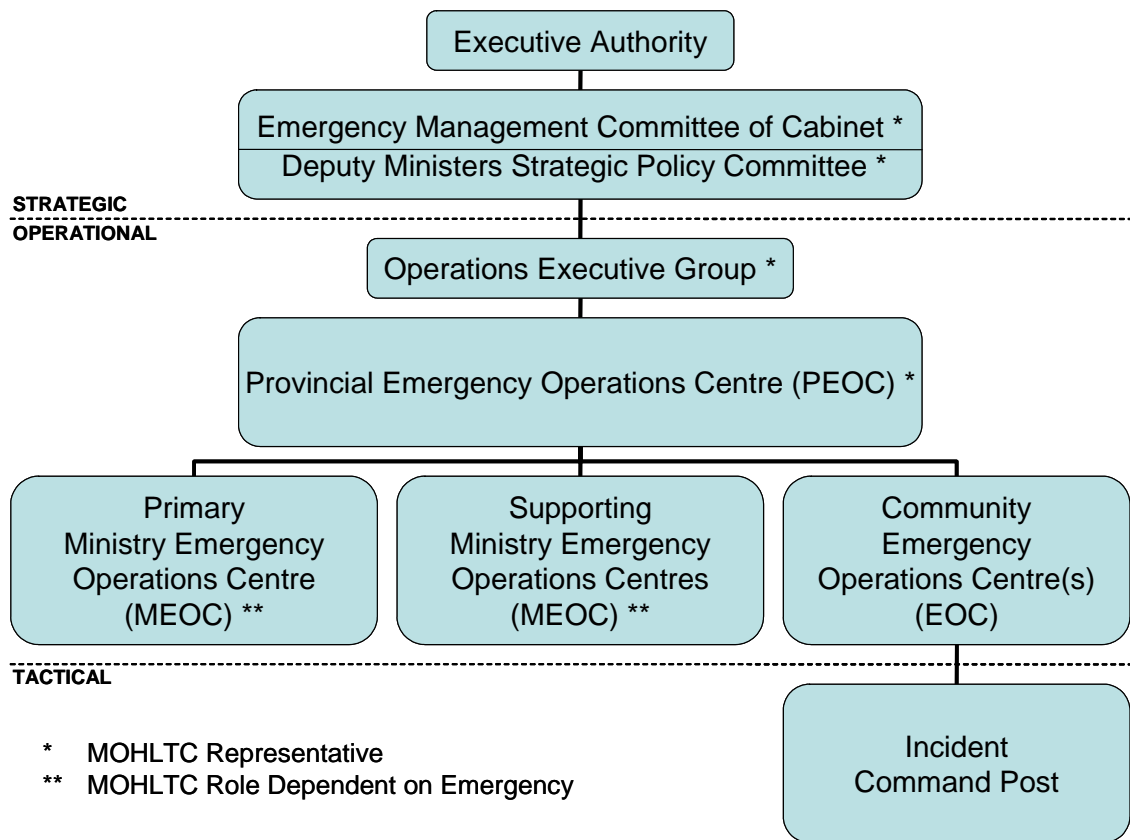 Executive Authority
Emergency Management Committee of Cabinet *
Deputy Ministers Strategic Policy Committee *
STRATEGIC
OPERATIONAL
Operations Executive Group *
Provincial Emergency Operations Centre (PEOC) *
Primary
Ministry Emergency
Operations Centre
(MEOC) **
Supporting
Ministry Emergency
Operations Centres
(MEOC) **
Community
Emergency
Operations Centre(s)
(EOC)
TACTICAL
Incident
Command Post
* MOHLTC Representative
** MOHLTC Role Dependent on Emergency